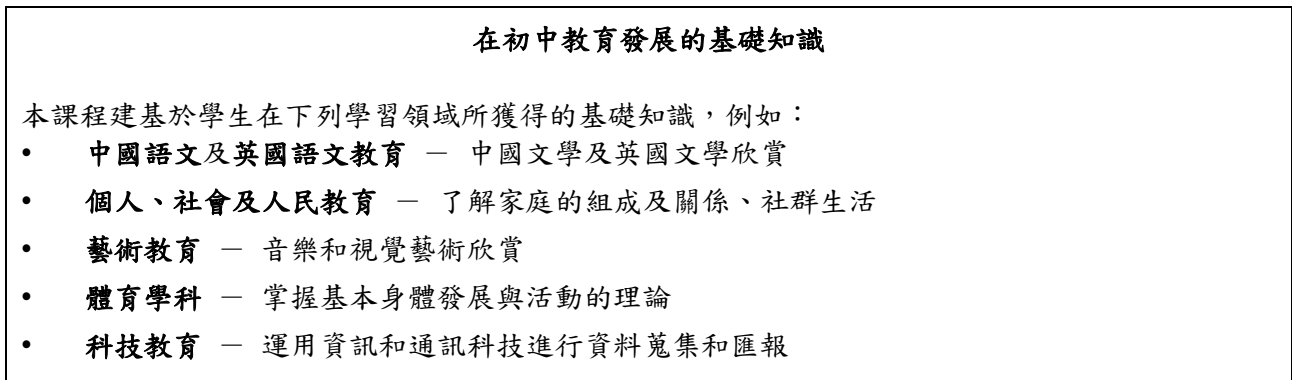 在初中教育發展的基礎知識
本課程建基於學生在下列學習領域所獲得的基礎知識，例如：
• 中國語文及英國語文教育 － 中國文學及英國文學欣賞
• 個人、社會及人民教育 － 了解家庭的組成及關係、社群生活
• 藝術教育 － 音樂和視覺藝術欣賞
• 體育學科 － 掌握基本身體發展與活動的理論
• 科技教育 － 運用資訊和通訊科技進行資料蒐集和匯報